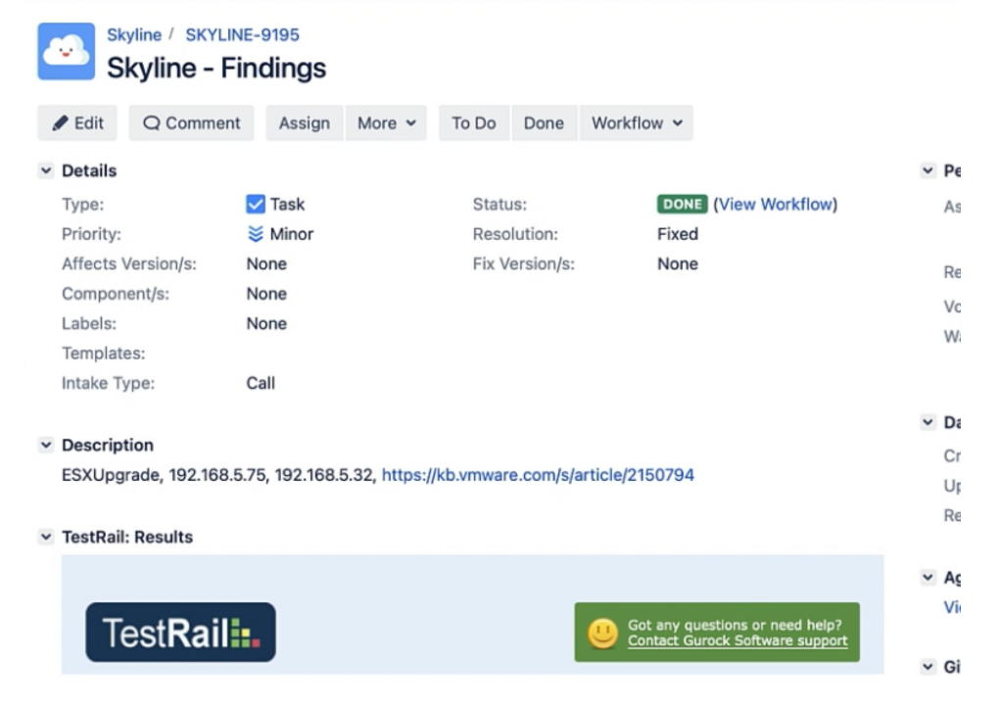 Skyline / SKYLINE-9195
Skyline - Findings
Edit Comment Assign More To Do Done Workflow
Details
Type: Task
Priority: Minor
Affects Version/s: None
Component/s: None
Labels: None
Templates:
Intake Type: Call
Status: DONE (View Workflow)
Resolution: Fixed
Fix Version/s: None
Description
ESXUpgrade, 192.168.5.75, 192.168.5.32, https://kb.vmware.com/s/article/2150794
TestRail: Results
TestRail
Got any questions or need help?
Contact Gurock Software support
Pe
As
Re
Vo
Wa
Da
Cr
Up
Re
Ag
Vi
Gi